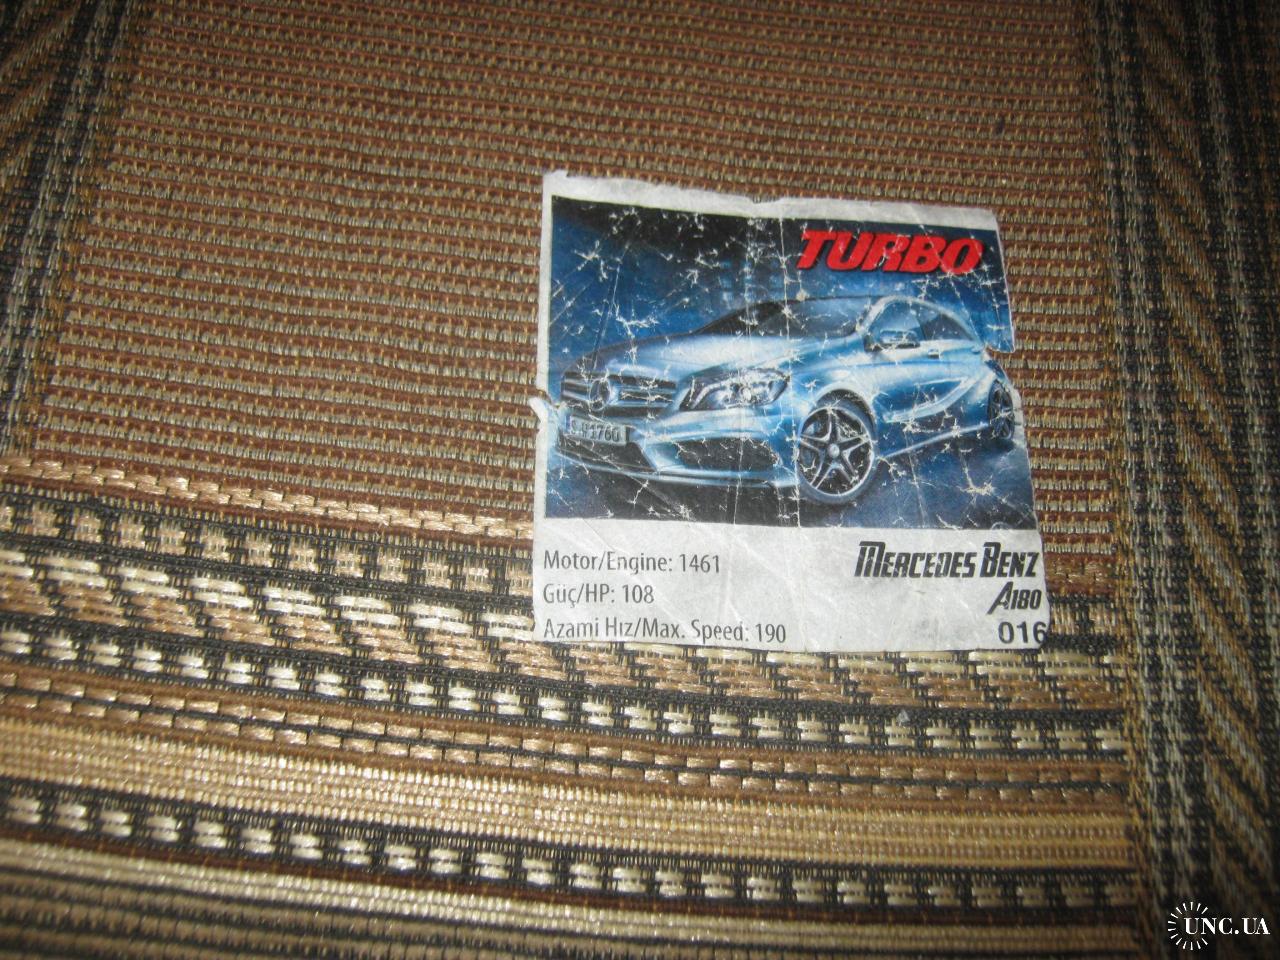 TURBO
Motor/Engine: 1461
Güç/HP: 108
Azami Hız/Max. Speed: 190
MERCEDES BENZ
A180
016
UNC.UA